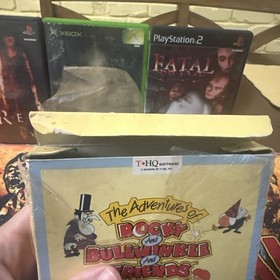 RE
XBOX
PlayStation 2
FATAL
T•HQ SOFTWARE
The Adventures of
ROCKY
And
BULLWINKLE
And
FRIENDS